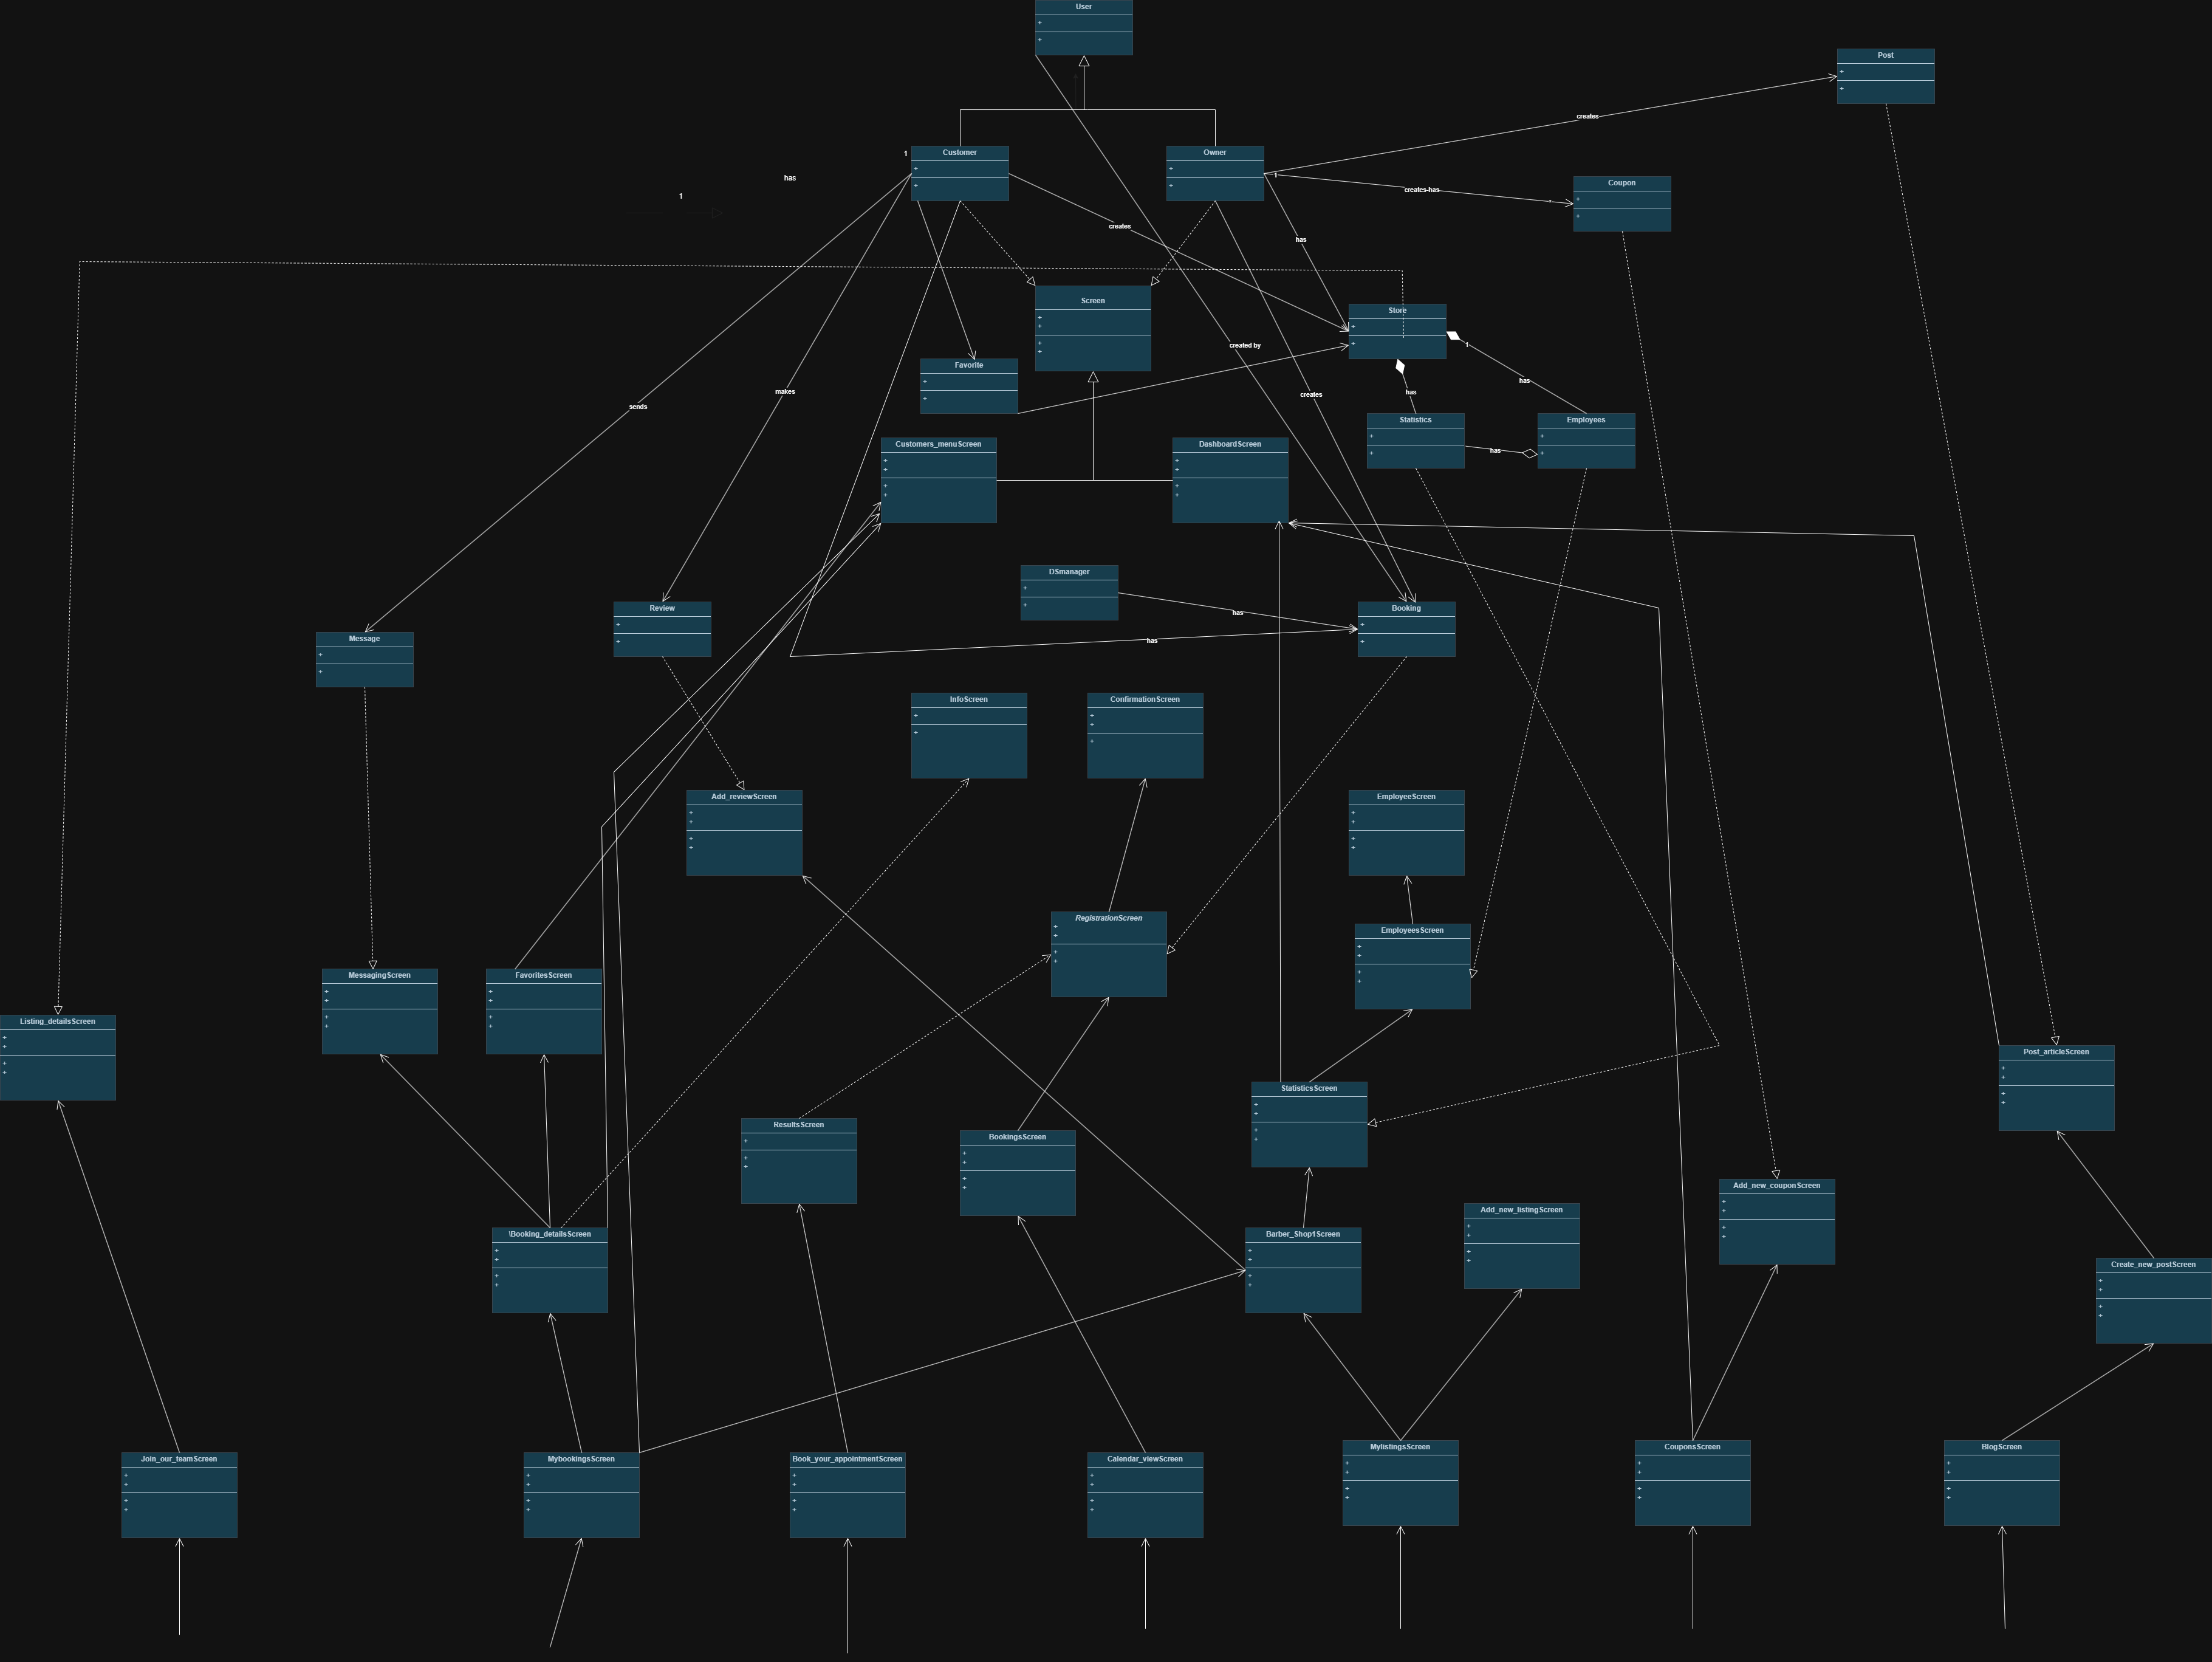 User
+
+
Post
+
+
creates
Customer
+
+
1
Owner
+
+
1
has
1
creates-has
*
Coupon
+
+
creates
has
Screen
+
+
+
+
Store
+
+
1
created by
Favorite
+
+
makes
sends
creates
has
has
Statistics
+
+
Employees
+
+
has
Customers_menuScreen
+
+
+
+
DashboardScreen
+
+
+
+
DSmanager
+
+
has
Booking
+
+
Review
+
+
Message
+
+
has
InfoScreen
+
+
ConfirmationScreen
+
+
+
Add_reviewScreen
+
+
+
+
EmployeeScreen
+
+
+
+
RegistrationScreen
+
+
+
+
EmployeesScreen
+
+
+
+
MessagingScreen
+
+
+
+
FavoritesScreen
+
+
+
+
Listing_detailsScreen
+
+
+
+
Post_articleScreen
+
+
+
+
StatisticsScreen
+
+
+
+
ResultsScreen
+
+
+
BookingsScreen
+
+
+
+
Add_new_couponScreen
+
+
+
+
\Booking_detailsScreen
+
+
+
+
Barber_Shop1Screen
+
+
+
+
Add_new_listingScreen
+
+
+
+
Create_new_postScreen
+
+
+
+
Join_our_teamScreen
+
+
+
+
MybookingsScreen
+
+
+
+
Book_your_appointmentScreen
+
+
+
+
Calendar_viewScreen
+
+
+
+
MylistingsScreen
+
+
+
+
CouponsScreen
+
+
+
+
BlogScreen
+
+
+
+